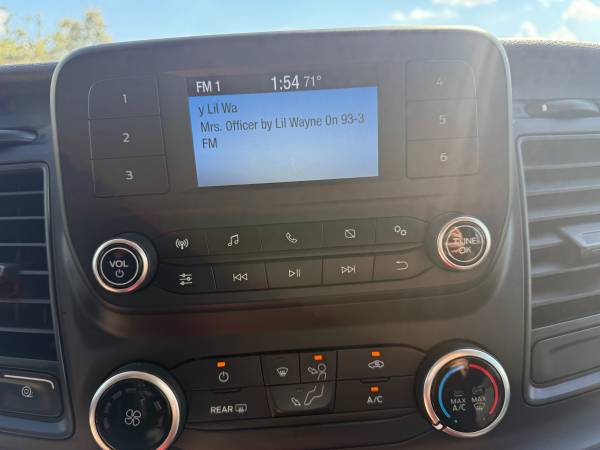 FM 1 1:54 71°
y Lil Wa
Mrs. Officer by Lil Wayne On 93-3
FM
1
2
3
4
5
6
VOL
TUNE
OK
REAR
A/C
MAX
A/C
MAX